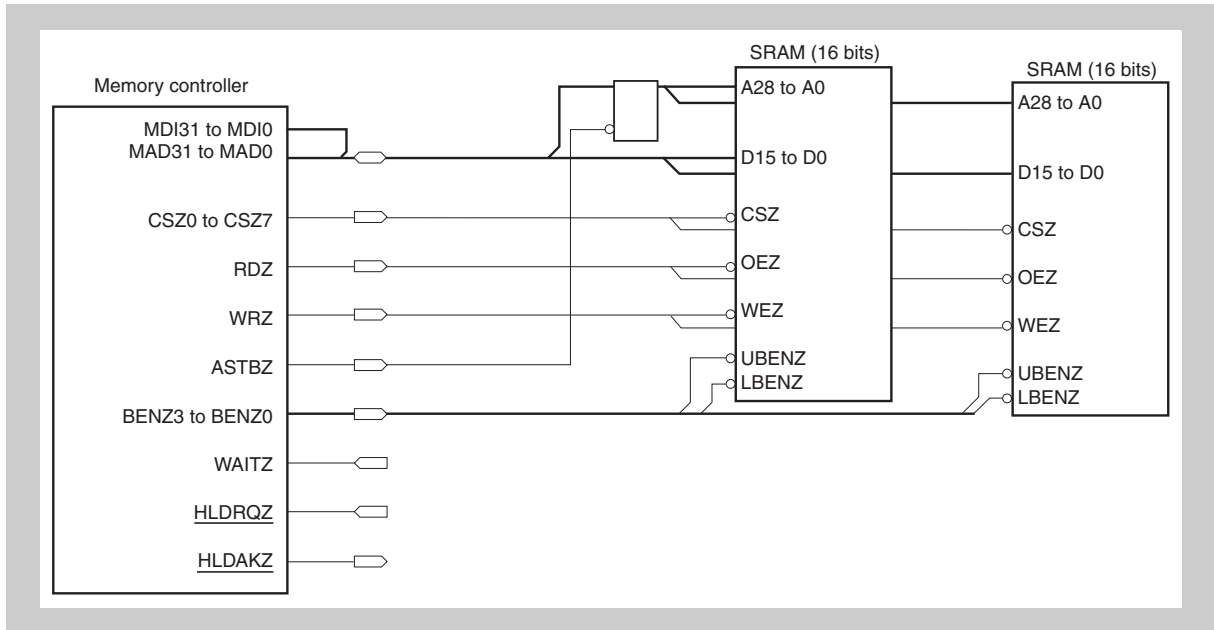 Memory controller
MDI31 to MDI0
MAD31 to MAD0
CSZ0 to CSZ7
RDZ
WRZ
ASTBZ
BENZ3 to BENZ0
WAITZ
HLDRQZ
HLDAKZ
SRAM (16 bits)
A28 to A0
D15 to D0
CSZ
OEZ
WEZ
UBENZ
LBENZ
SRAM (16 bits)
A28 to A0
D15 to D0
CSZ
OEZ
WEZ
UBENZ
LBENZ